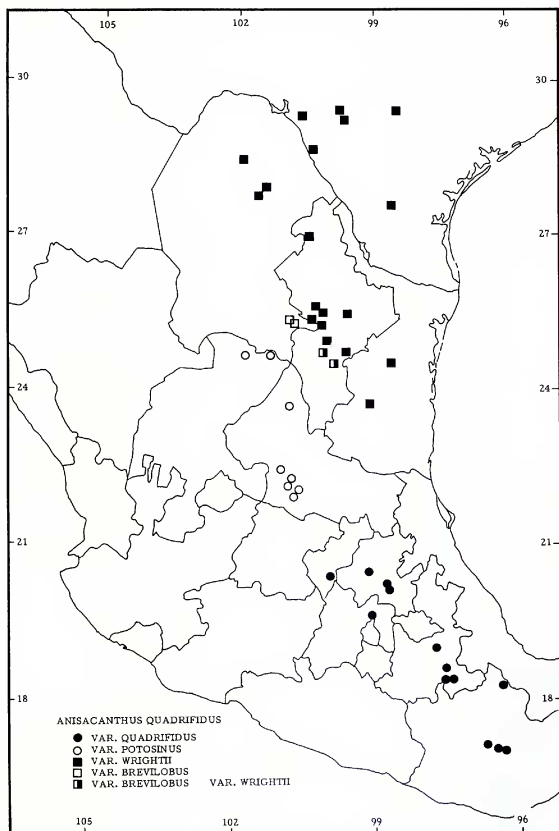 105 102 99 96
30 30
27 27
24 24
21 21
18 18
ANISACANTHUS QUADRIFIDUS
VAR. QUADRIFIDUS
VAR. POTOSINUS
VAR. WRIGHTII
VAR. BREVILOBUS
VAR. BREVILOBUS VAR. WRIGHTII
105 102 99 96